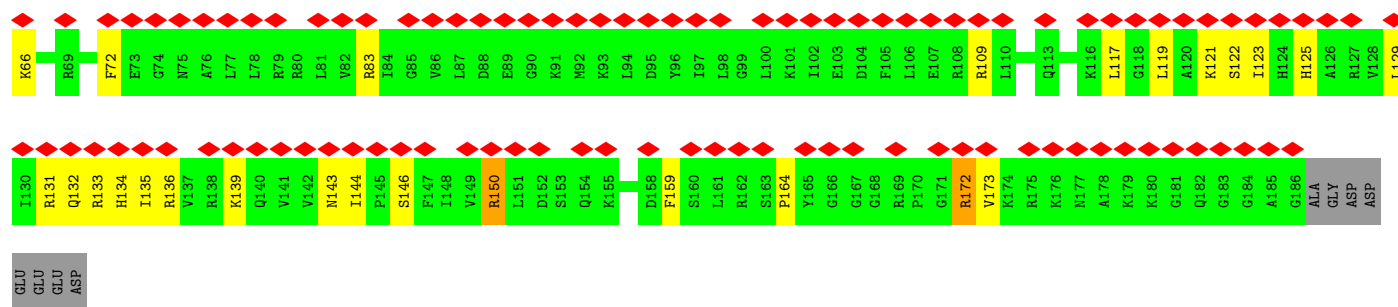 K66 R69 F72 E73 G74 N75 A76 L77 L78 R79 R80 L81 V82 R83 I84 G85 V86 L87 D88 E89 G90 K91 M92 K93 L94 D95 Y96 I97 L98 G99 L100 K101 I102 E103 D104 F105 L106 E107 R108 R109 L110 Q113 K116 L117 G118 L119 A120 K121 S122 I123 H124 H125 A126 R127 V128 L129
I130 R131 Q132 R133 H134 I135 R136 V137 R138 K139 Q140 V141 V142 N143 I144 P145 S146 F147 I148 V149 R150 L151 D152 S153 Q154 K155 D158 F159 S160 L161 R162 S163 P164 Y165 G166 G167 G168 R169 P170 G171 R172 V173 K174 R175 K176 N177 A178 K179 K180 G181 Q182 G183 G184 A185 G186 ALA GLY ASP ASP
GLU GLU GLU ASP